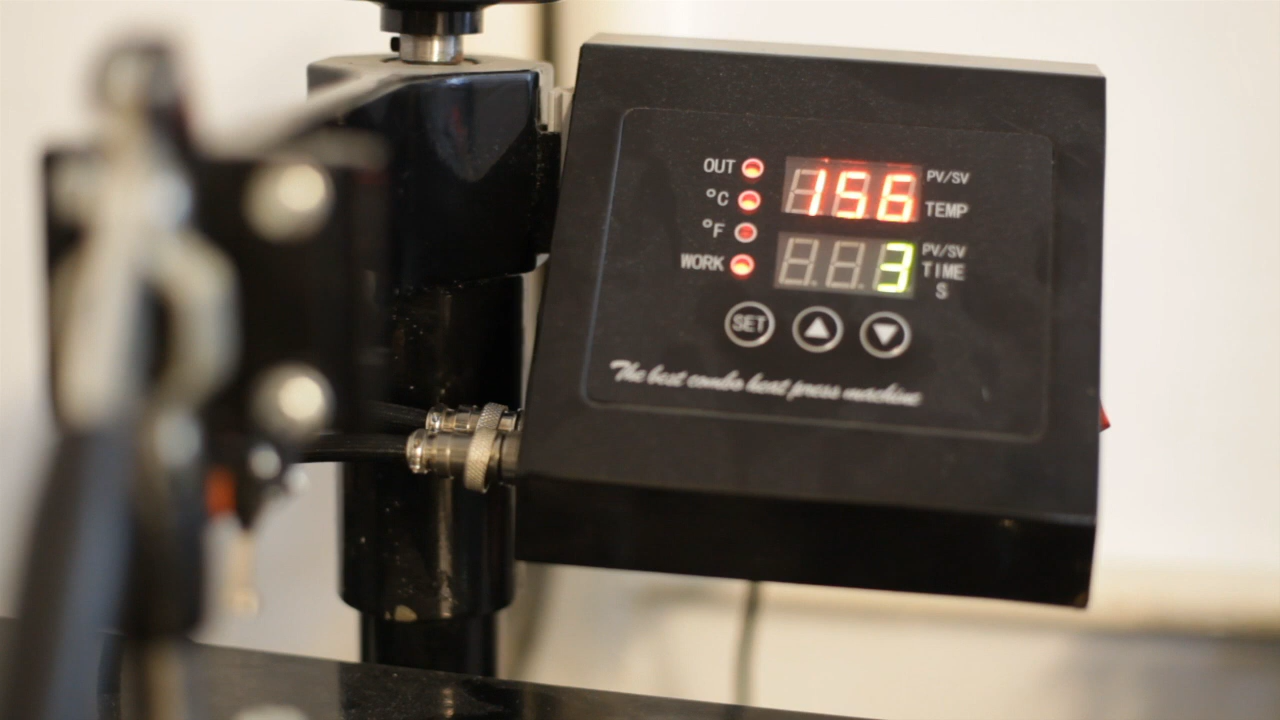 OUT
156
PV/SV
°C
TEMP
°F
PV/SV
WORK
3
TIME
S
SET
The best combo heat press machine